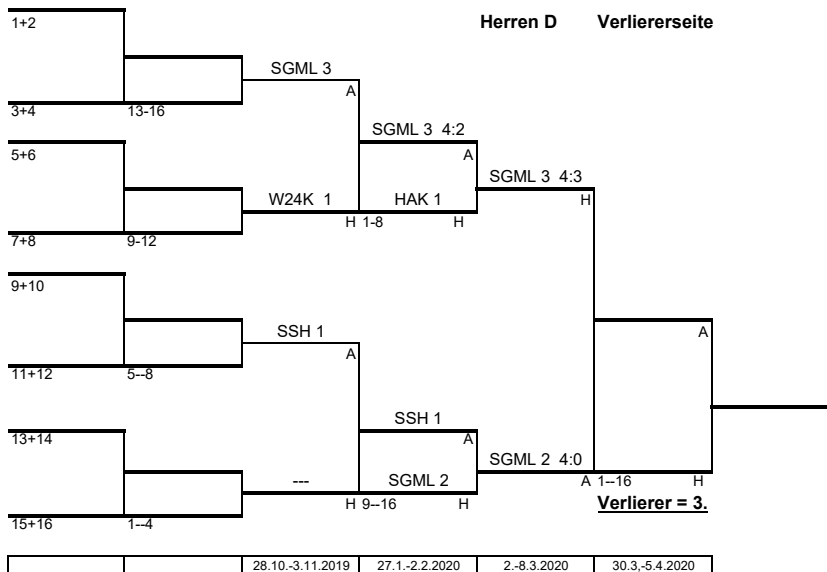 Herren D Verliererseite
1+2
SGML 3
A
3+4 13-16
SGML 3 4:2
A
5+6
SGML 3 4:3
H
W24K 1 HAK 1
H 1-8 H
7+8 9-12
9+10
SSH 1
A
A
11+12 5--8
SSH 1
A
13+14
SGML 2 4:0
--- SGML 2
A 1--16 H
H 9--16 H
Verlierer = 3.
15+16 1--4
28.10.-3.11.2019 27.1.-2.2.2020 2.-8.3.2020 30.3,-5.4.2020